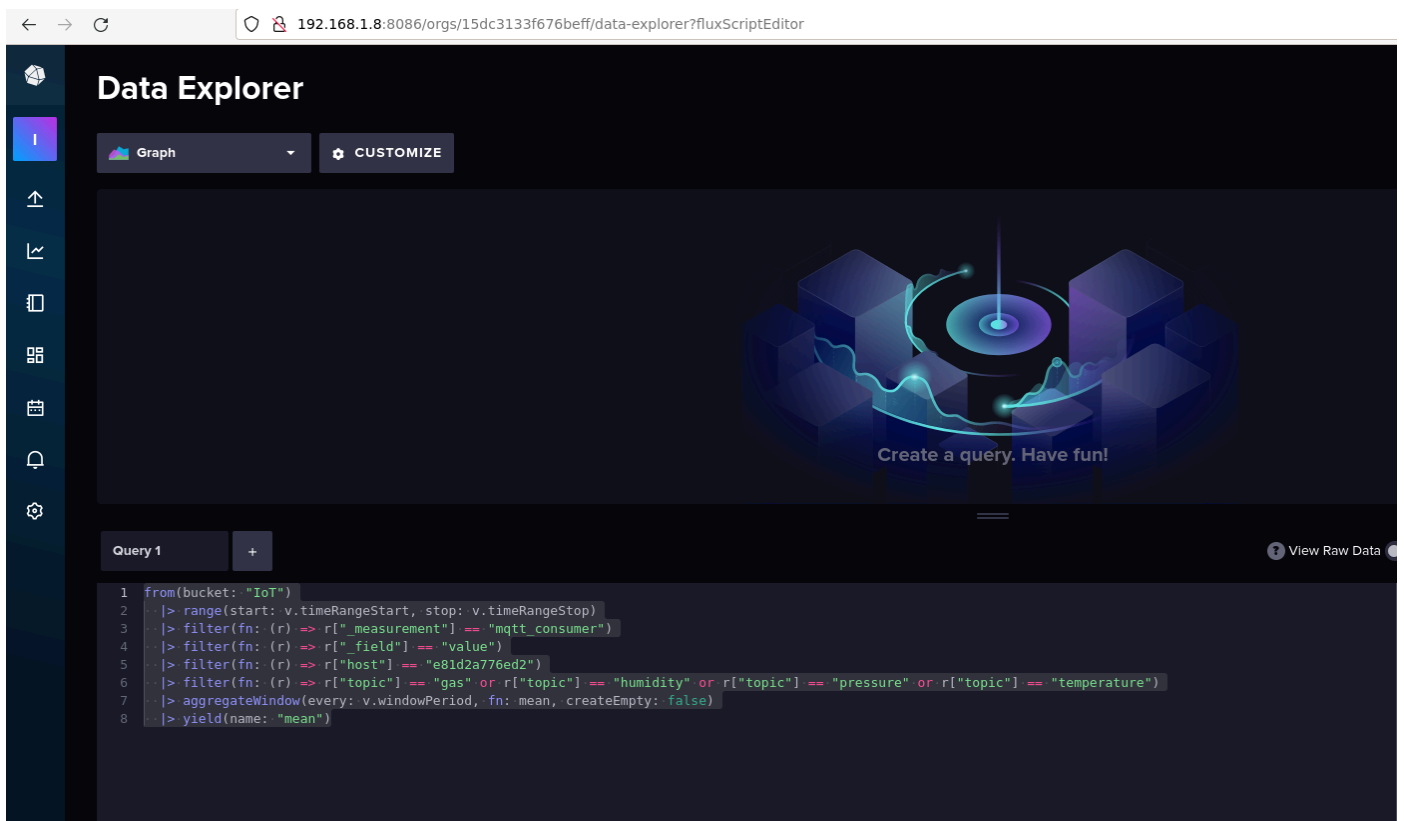 192.168.1.8:8086/orgs/15dc3133f676beff/data-explorer?fluxScriptEditor
Data Explorer
I
Graph
CUSTOMIZE
Create a query. Have fun!
Query 1
+
? View Raw Data
1 from(bucket: "IoT")
2   |> range(start: v.timeRangeStart, stop: v.timeRangeStop)
3   |> filter(fn: (r) => r["_measurement"] == "mqtt_consumer")
4   |> filter(fn: (r) => r["_field"] == "value")
5   |> filter(fn: (r) => r["host"] == "e81d2a776ed2")
6   |> filter(fn: (r) => r["topic"] == "gas" or r["topic"] == "humidity" or r["topic"] == "pressure" or r["topic"] == "temperature")
7   |> aggregateWindow(every: v.windowPeriod, fn: mean, createEmpty: false)
8   |> yield(name: "mean")